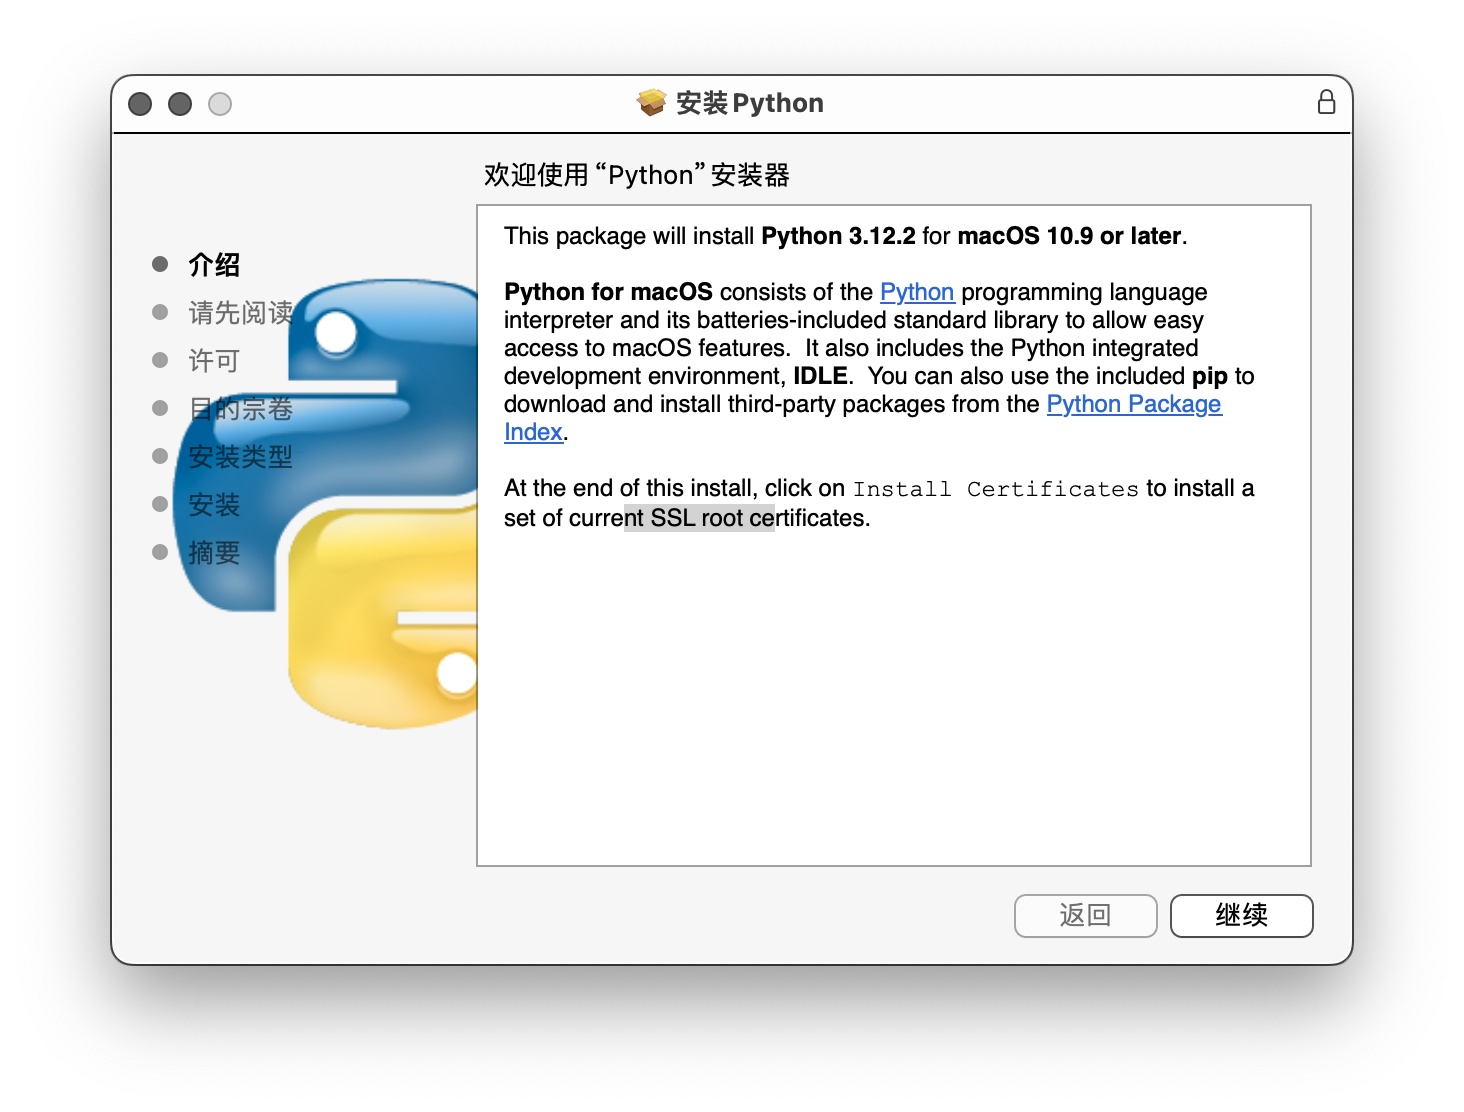 安装Python
欢迎使用“Python”安装器
介绍
请先阅读
许可
目的宗卷
安装类型
安装
摘要
This package will install Python 3.12.2 for macOS 10.9 or later.
Python for macOS consists of the Python programming language
interpreter and its batteries-included standard library to allow easy
access to macOS features.  It also includes the Python integrated
development environment, IDLE.  You can also use the included pip to
download and install third-party packages from the Python Package
Index.
At the end of this install, click on Install Certificates to install a
set of current SSL root certificates.
返回
继续